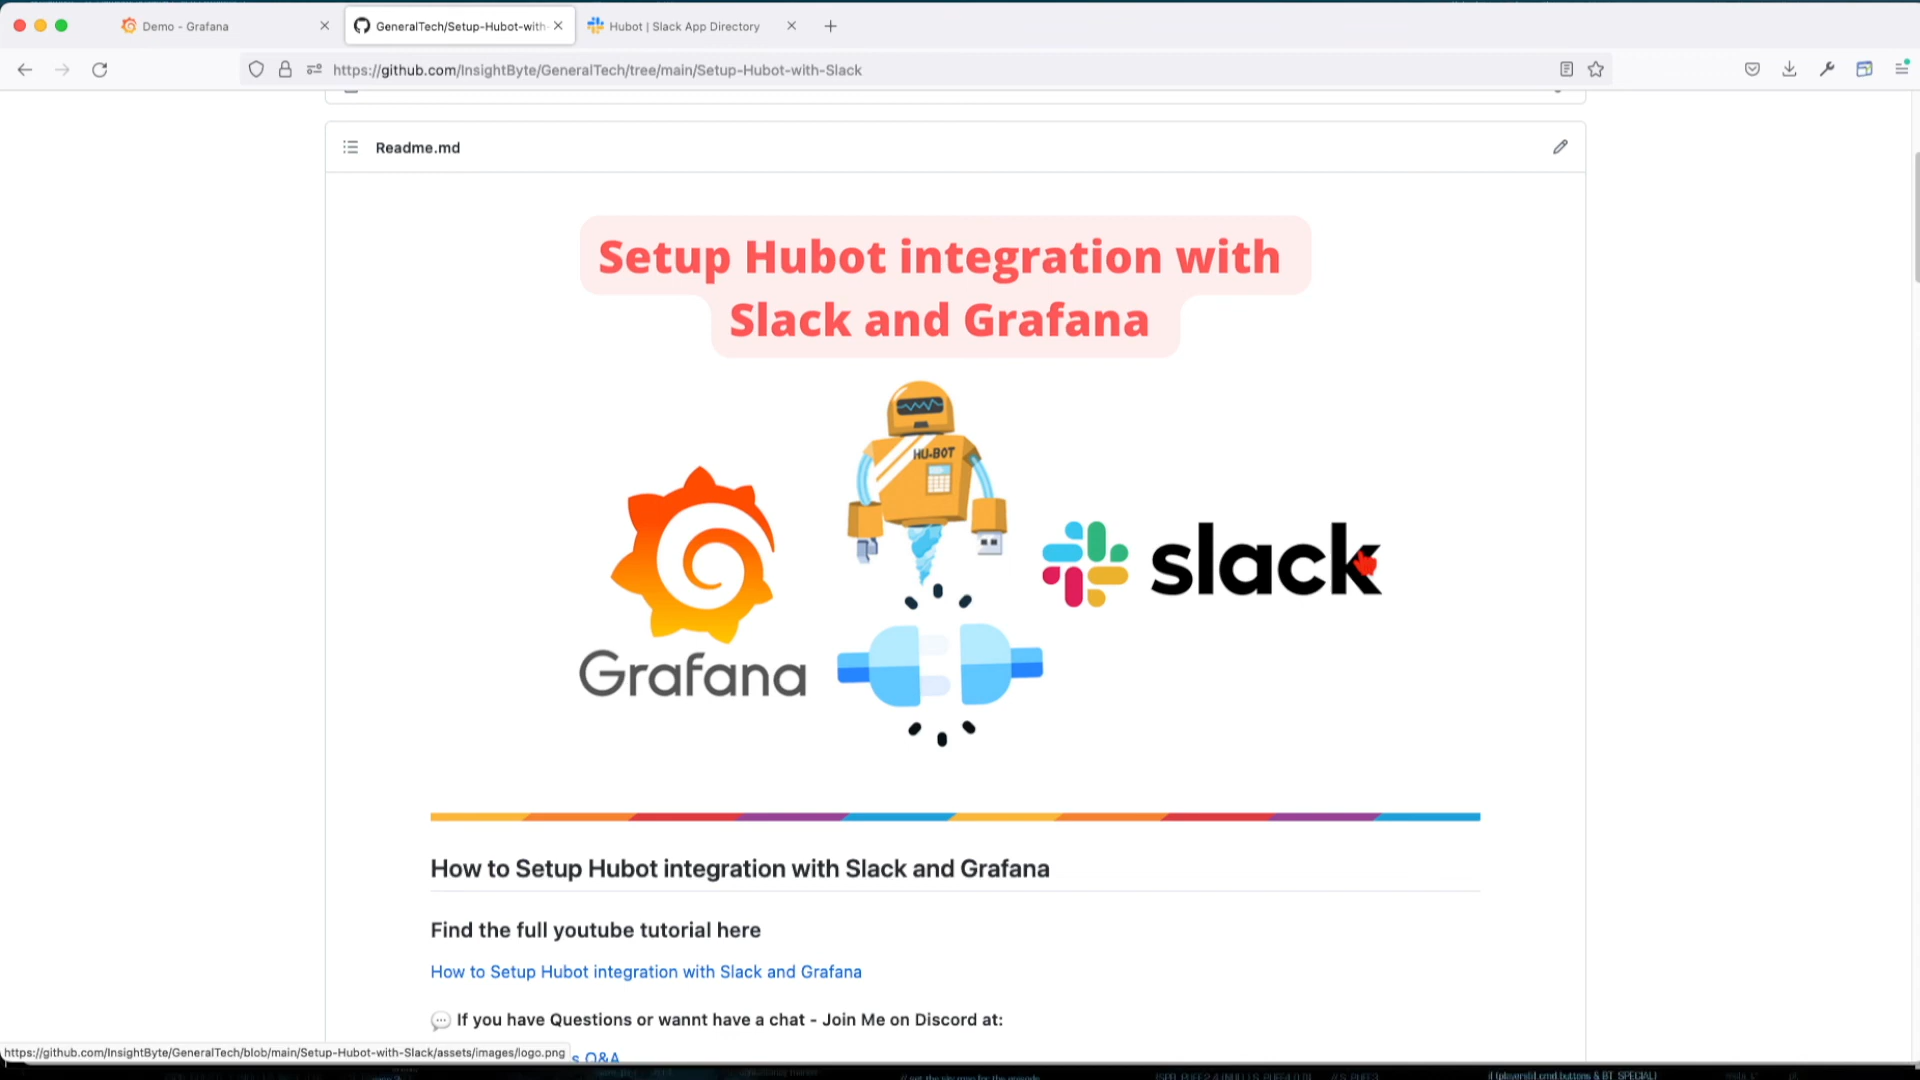 Demo - Grafana
GeneralTech/Setup-Hubot-with-
Hubot | Slack App Directory
https://github.com/InsightByte/GeneralTech/tree/main/Setup-Hubot-with-Slack
Readme.md
Setup Hubot integration with
Slack and Grafana
HU-BOT
slack
Grafana
How to Setup Hubot integration with Slack and Grafana
Find the full youtube tutorial here
How to Setup Hubot integration with Slack and Grafana
If you have Questions or wannt have a chat - Join Me on Discord at:
s Q&A
https://github.com/InsightByte/GeneralTech/blob/main/Setup-Hubot-with-Slack/assets/images/logo.png